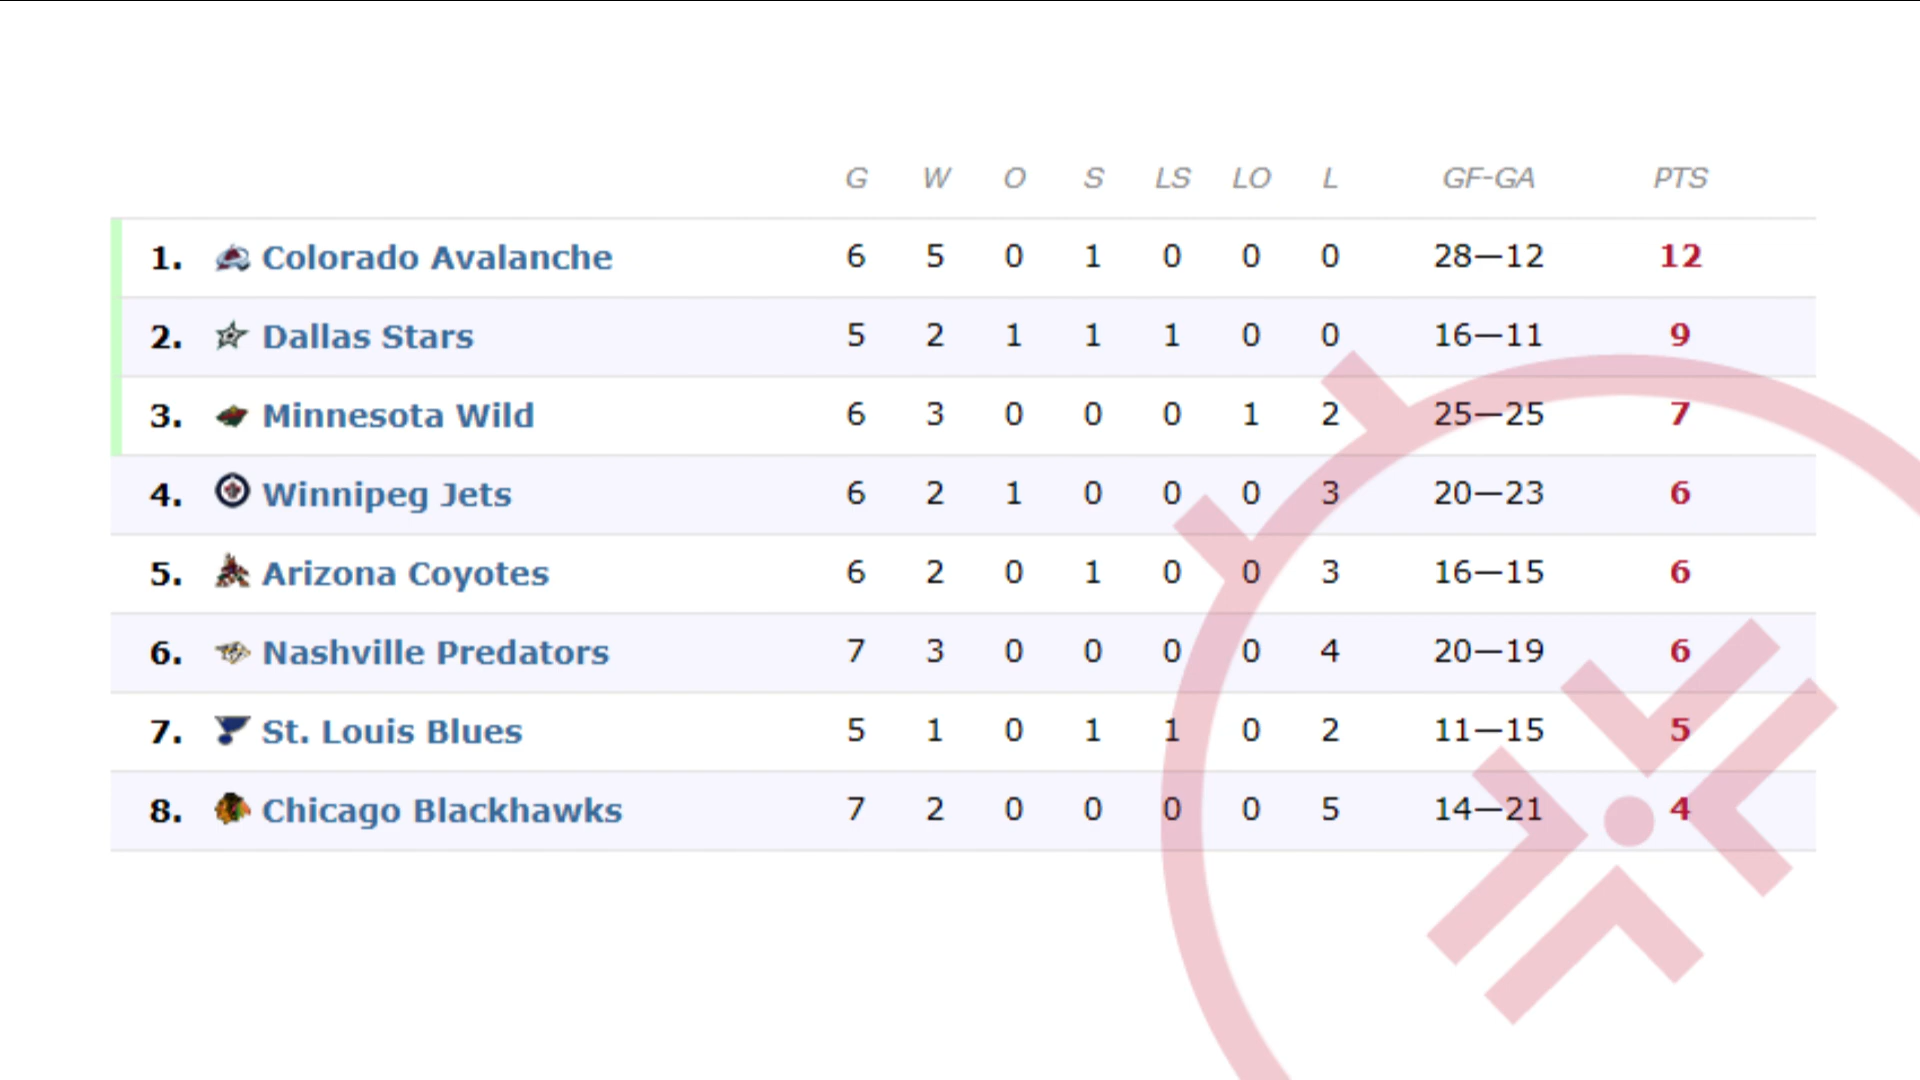 G W O S LS LO L GF-GA PTS
1. Colorado Avalanche 6 5 0 1 0 0 0 28—12 12
2. Dallas Stars 5 2 1 1 1 0 0 16—11 9
3. Minnesota Wild 6 3 0 0 0 1 2 25—25 7
4. Winnipeg Jets 6 2 1 0 0 0 3 20—23 6
5. Arizona Coyotes 6 2 0 1 0 0 3 16—15 6
6. Nashville Predators 7 3 0 0 0 0 4 20—19 6
7. St. Louis Blues 5 1 0 1 1 0 2 11—15 5
8. Chicago Blackhawks 7 2 0 0 0 0 5 14—21 4